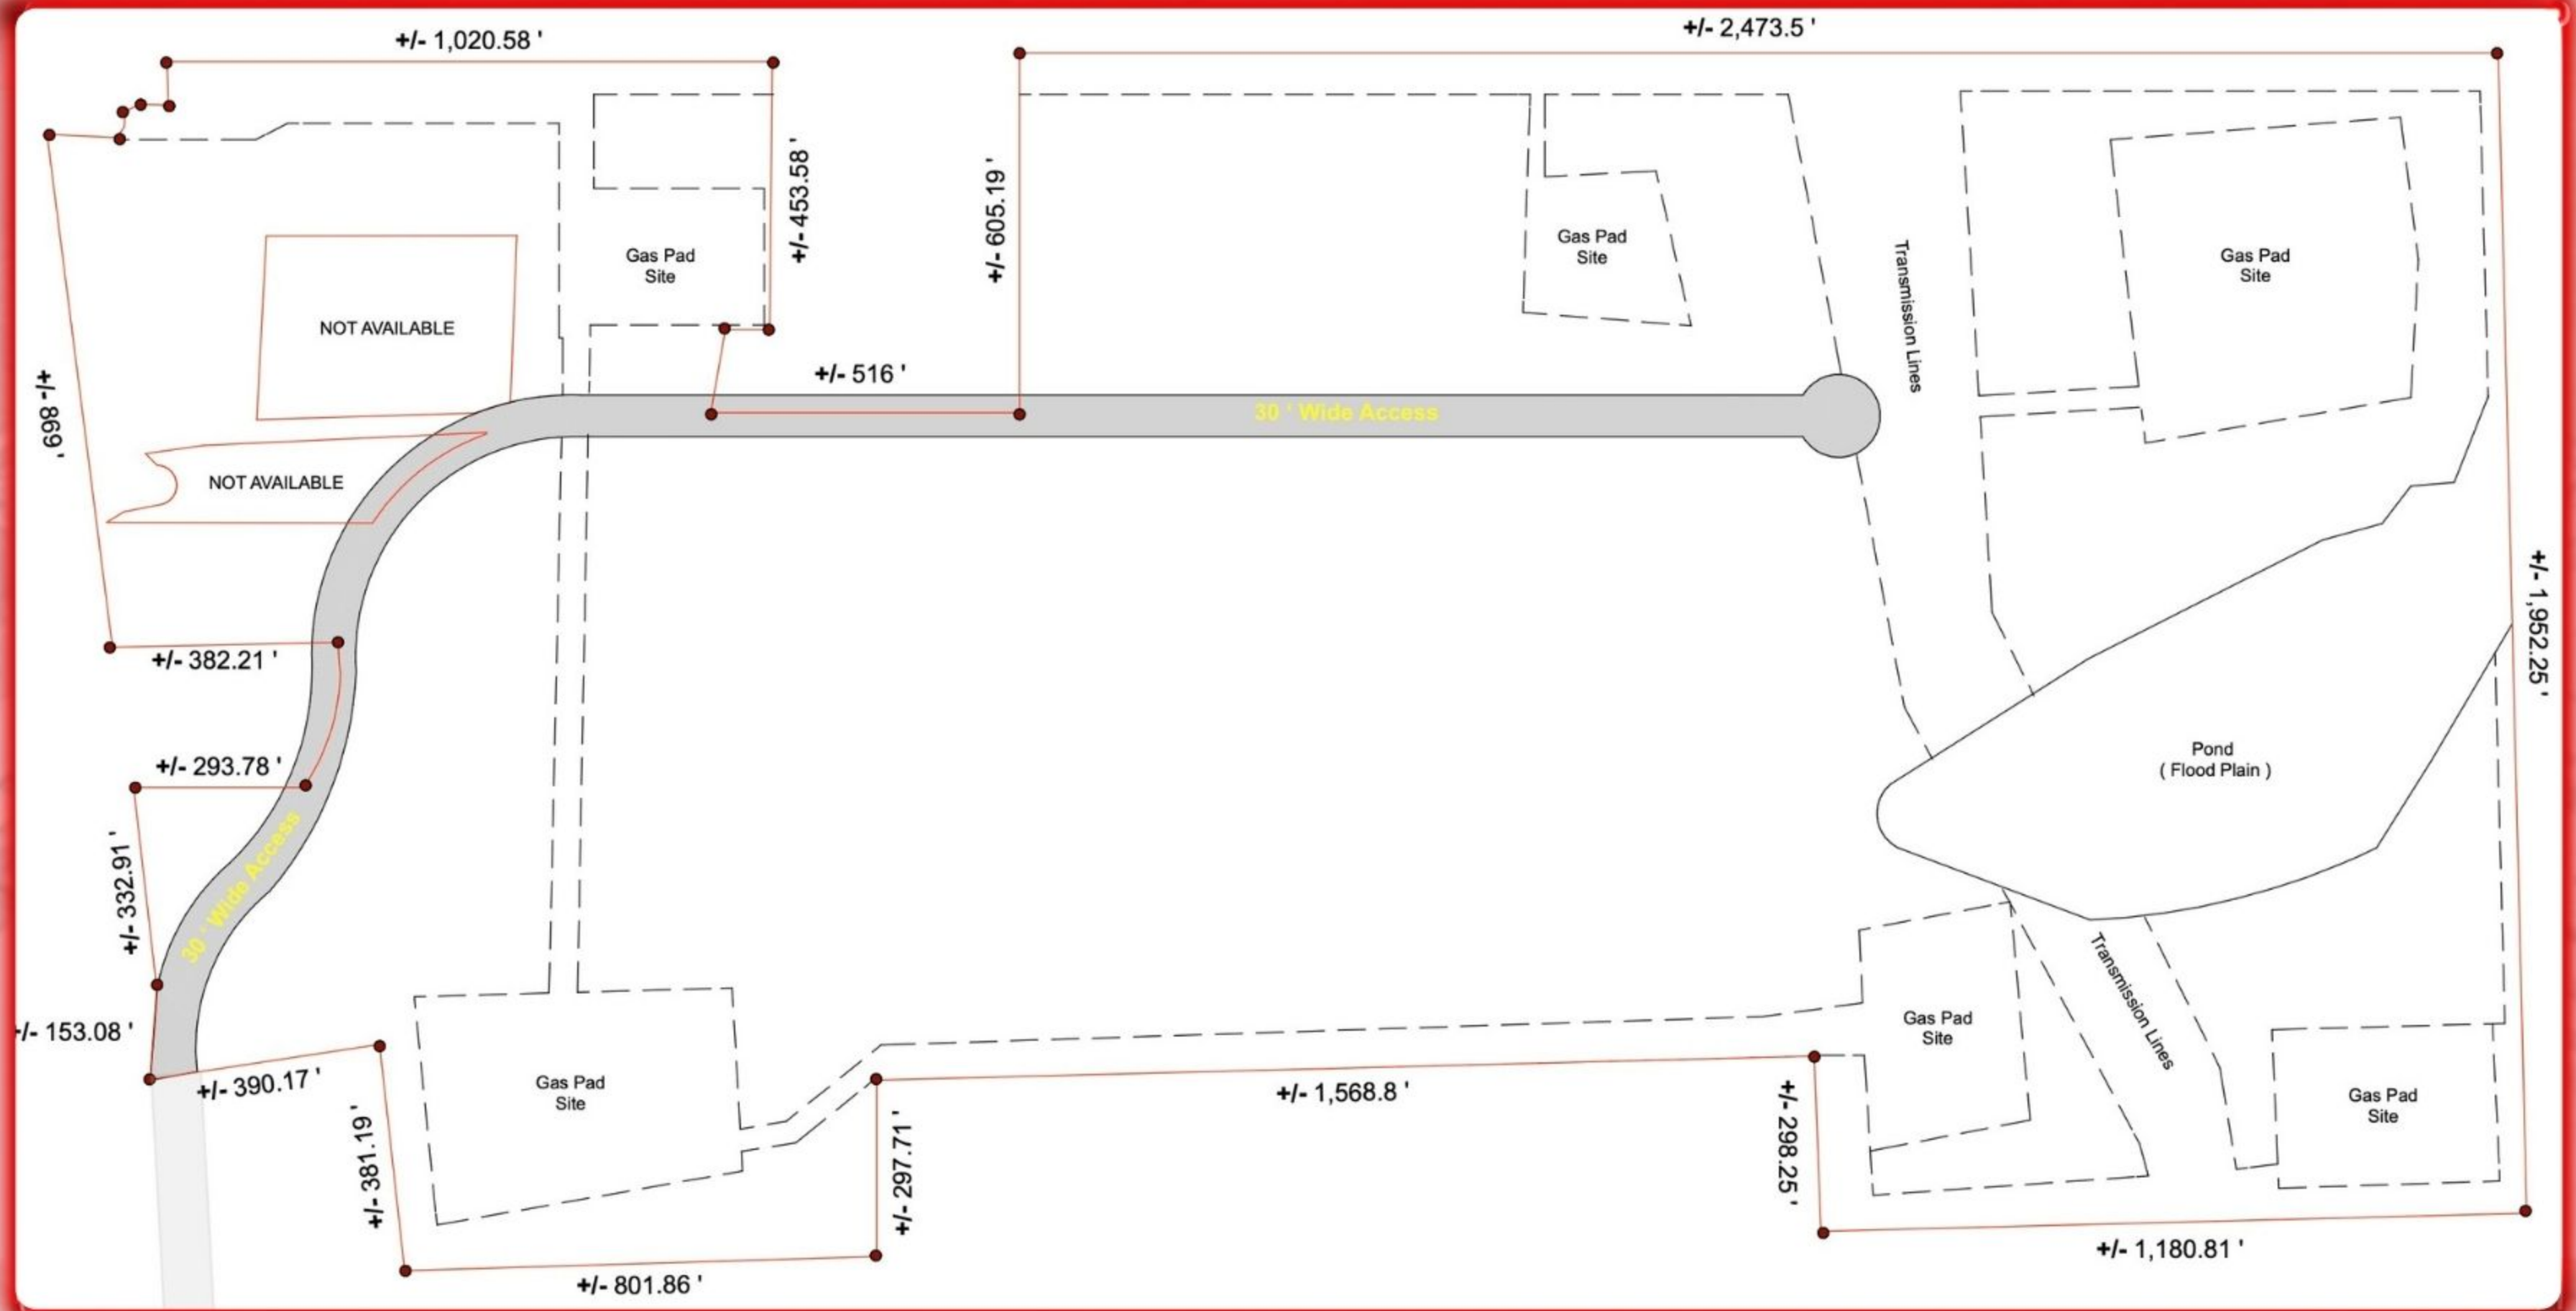 +/- 1,020.58 '
+/- 2,473.5 '
+/- 453.58 '
+/- 605.19 '
Gas Pad
Site
Gas Pad
Site
Gas Pad
Site
Transmission Lines
NOT AVAILABLE
+/- 869 '
+/- 516 '
30 ' Wide Access
NOT AVAILABLE
+/- 1,952.25 '
+/- 382.21 '
+/- 293.78 '
Pond
( Flood Plain )
+/- 332.91 '
30 ' Wide Access
+/- 153.08 '
+/- 390.17 '
+/- 381.19 '
Gas Pad
Site
+/- 297.71 '
+/- 1,568.8 '
+/- 298.25 '
Gas Pad
Site
Transmission Lines
Gas Pad
Site
+/- 801.86 '
+/- 1,180.81 '